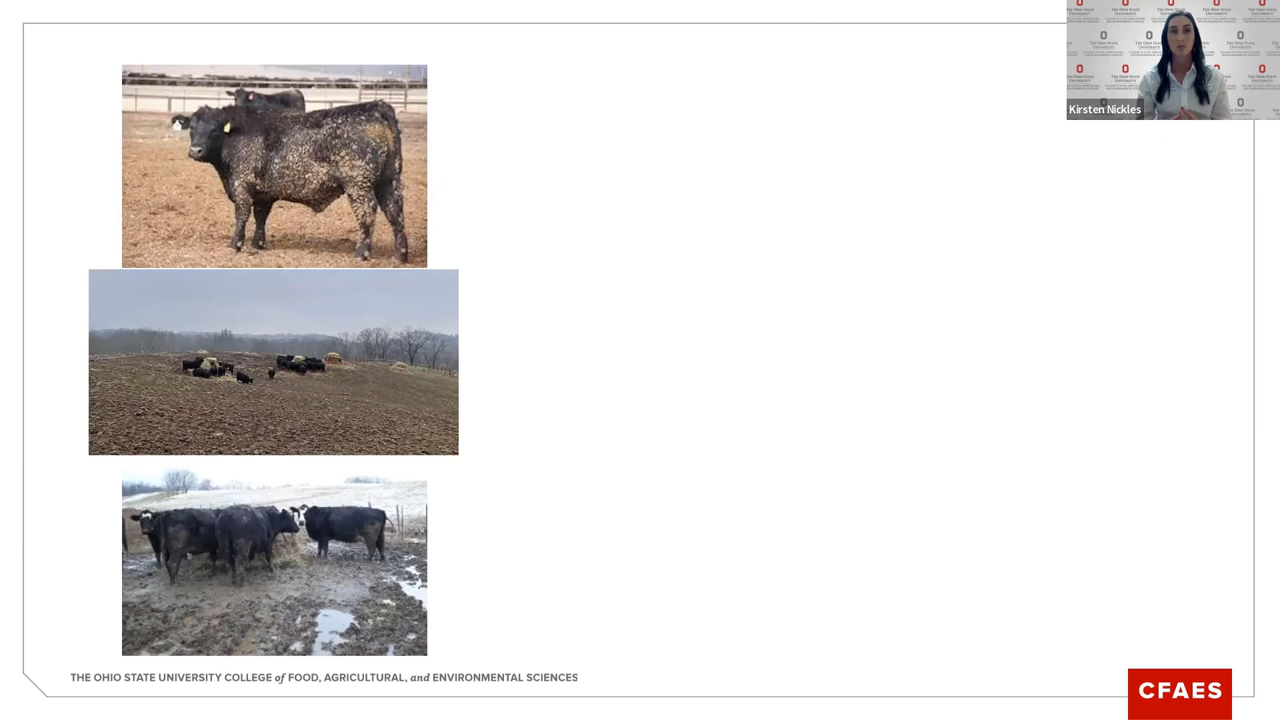 Kirsten Nickles
THE OHIO STATE UNIVERSITY COLLEGE of FOOD, AGRICULTURAL, and ENVIRONMENTAL SCIENCES
CFAES